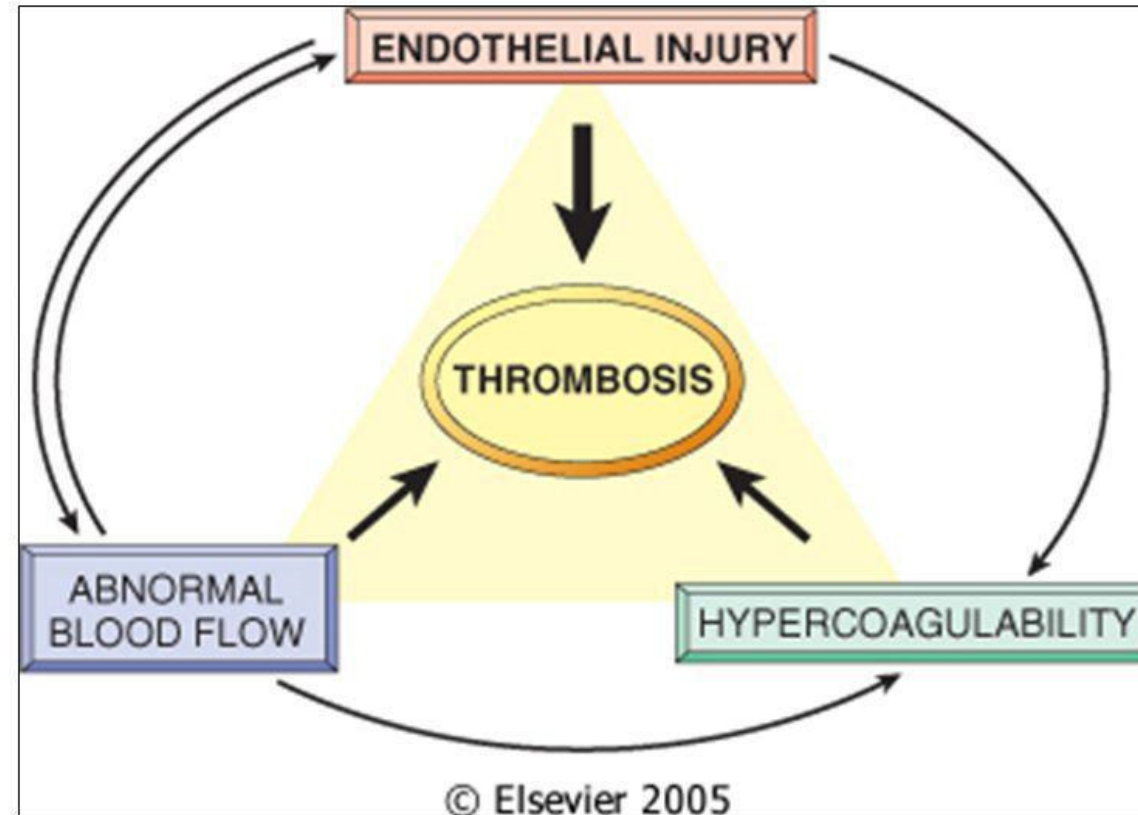 ENDOTHELIAL INJURY
THROMBOSIS
ABNORMAL
BLOOD FLOW
HYPERCOAGULABILITY
© Elsevier 2005